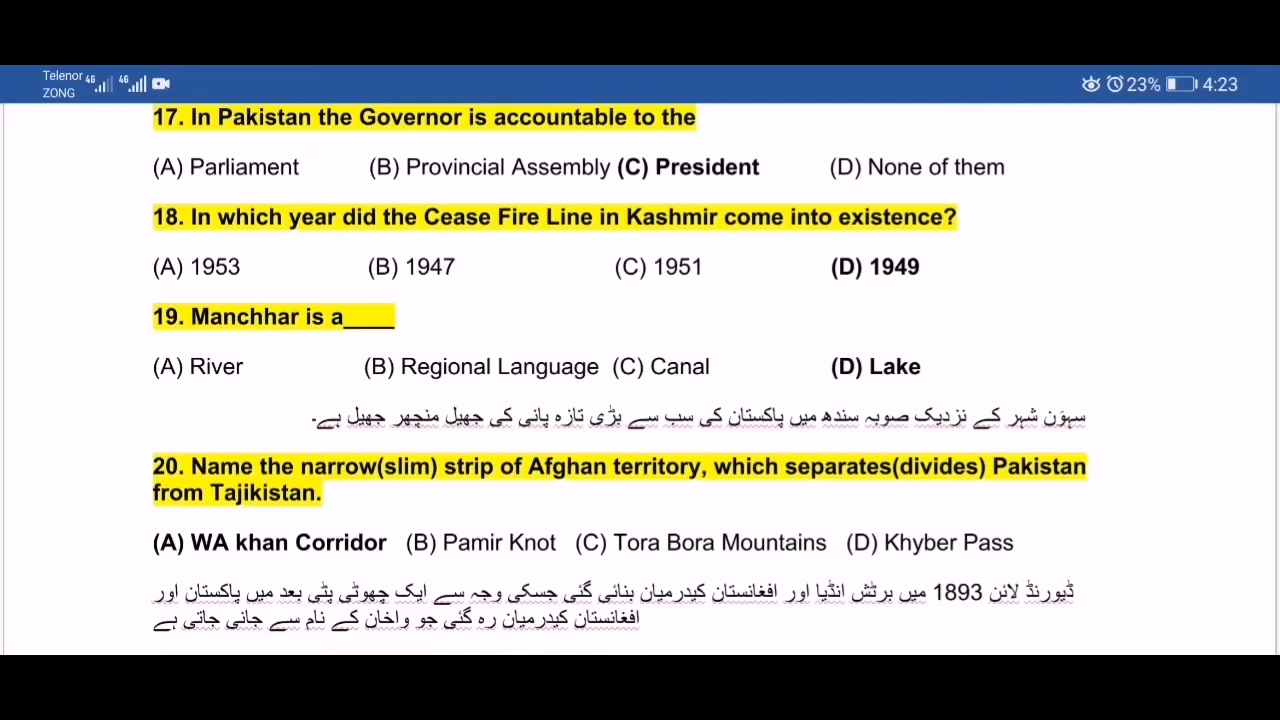 Telenor 4G 4G
ZONG
23% 4:23
17. In Pakistan the Governor is accountable to the
(A) Parliament (B) Provincial Assembly (C) President (D) None of them
18. In which year did the Cease Fire Line in Kashmir come into existence?
(A) 1953 (B) 1947 (C) 1951 (D) 1949
19. Manchhar is a____
(A) River (B) Regional Language (C) Canal (D) Lake
سہوَن شہر کے نزدیک صوبہ سندھ میں پاکستان کی سب سے بڑی تازہ پانی کی جھیل منچھر جھیل ہے۔
20. Name the narrow(slim) strip of Afghan territory, which separates(divides) Pakistan
from Tajikistan.
(A) WA khan Corridor (B) Pamir Knot (C) Tora Bora Mountains (D) Khyber Pass
ڈیورنڈ لائن 1893 میں برٹش انڈیا اور افغانستان کیدرمیان بنائی گئی جسکی وجہ سے ایک چھوٹی پٹی بعد میں پاکستان اور
افغانستان کیدرمیان رہ گئی جو واخان کے نام سے جانی جاتی ہے